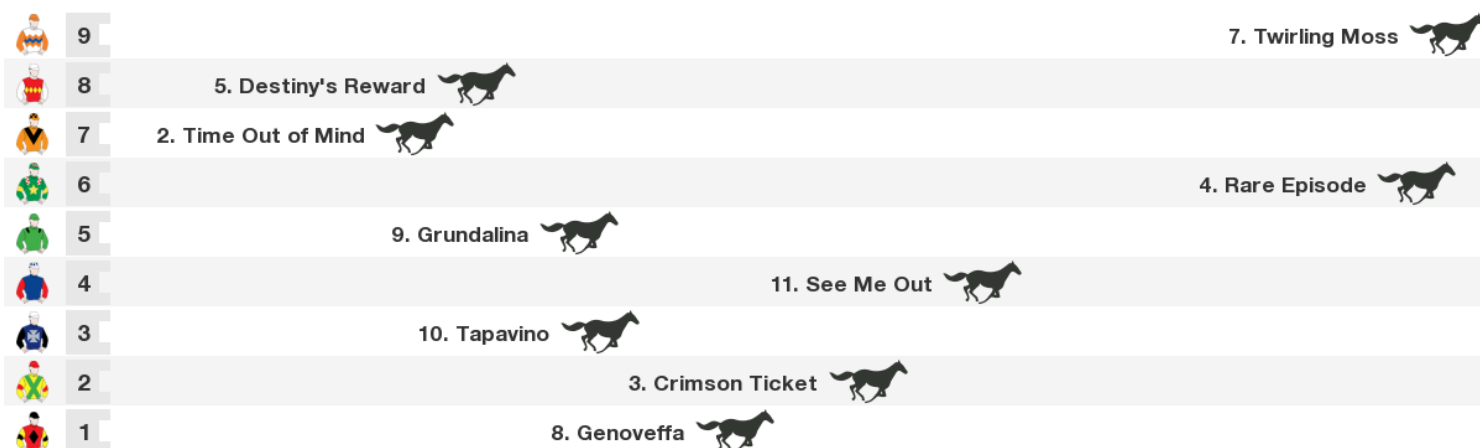 9 7. Twirling Moss
8 5. Destiny's Reward
7 2. Time Out of Mind
6 4. Rare Episode
5 9. Grundalina
4 11. See Me Out
3 10. Tapavino
2 3. Crimson Ticket
1 8. Genoveffa